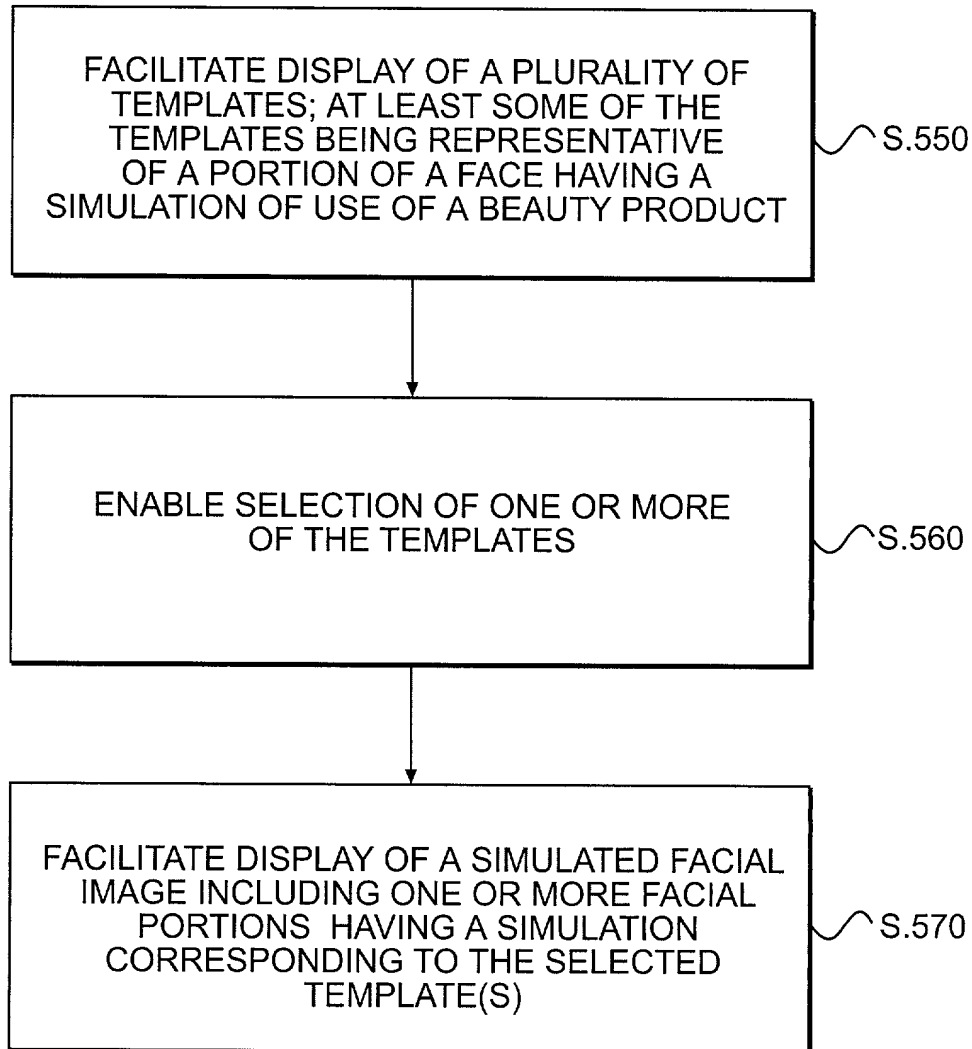 FACILITATE DISPLAY OF A PLURALITY OF
TEMPLATES; AT LEAST SOME OF THE
TEMPLATES BEING REPRESENTATIVE
OF A PORTION OF A FACE HAVING A
SIMULATION OF USE OF A BEAUTY PRODUCT
S.550
ENABLE SELECTION OF ONE OR MORE
OF THE TEMPLATES
S.560
FACILITATE DISPLAY OF A SIMULATED FACIAL
IMAGE INCLUDING ONE OR MORE FACIAL
PORTIONS HAVING A SIMULATION
CORRESPONDING TO THE SELECTED
TEMPLATE(S)
S.570